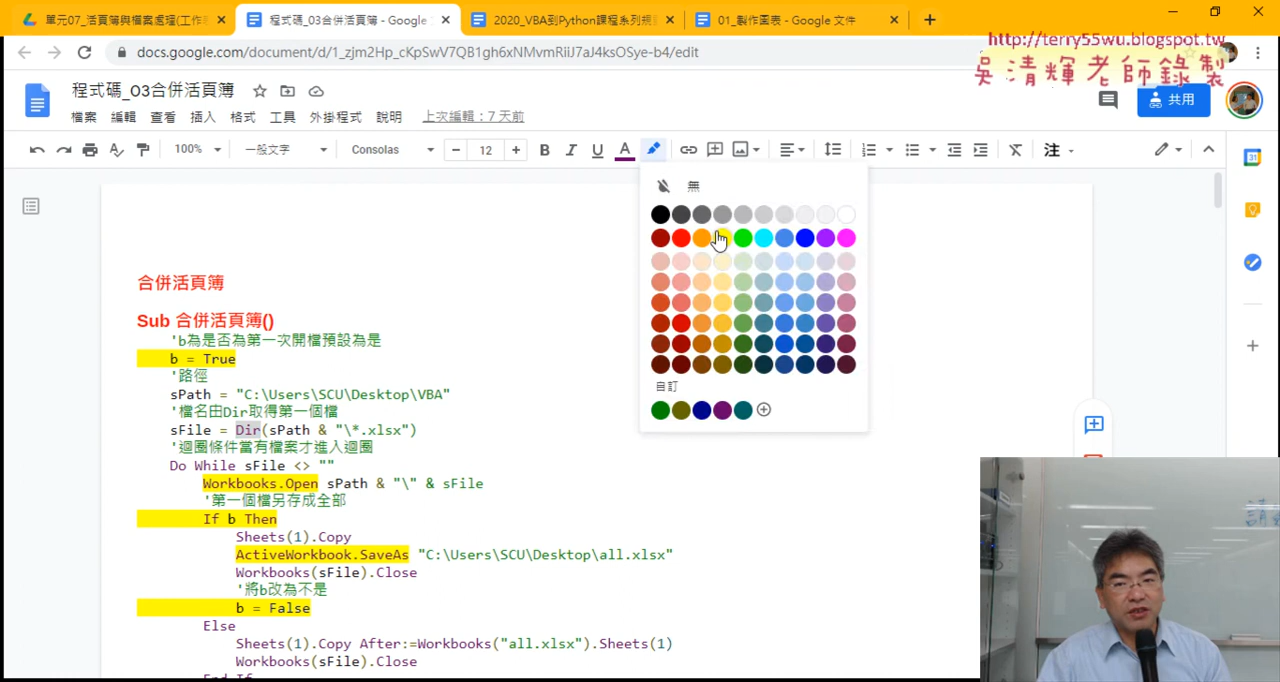 單元07_活頁簿與檔案處理(工作表
程式碼_03合併活頁簿 - Google
2020_VBA到Python課程系列規
01_製作圖表 - Google 文件
docs.google.com/document/d/1_zjm2Hp_cKpSwV7QB1gh6xNMvmRiiJ7aJ4ksOSye-b4/edit
http://terry55wu.blogspot.tw
吳清輝老師錄製
程式碼_03合併活頁簿
共用
檔案 編輯 查看 插入 格式 工具 外掛程式 說明 上次編輯：7 天前
100% 一般文字 Consolas 12 B I U A 注
無
合併活頁簿
Sub 合併活頁簿()
'b為是否為第一次開檔預設為是
b = True
'路徑
sPath = "C:\Users\SCU\Desktop\VBA"
自訂
'檔名由Dir取得第一個檔
sFile = Dir(sPath & "\*.xlsx")
'迴圈條件當有檔案才進入迴圈
Do While sFile <> ""
Workbooks.Open sPath & "\" & sFile
'第一個檔另存成全部
If b Then
Sheets(1).Copy
ActiveWorkbook.SaveAs "C:\Users\SCU\Desktop\all.xlsx"
Workbooks(sFile).Close
'將b改為不是
b = False
Else
Sheets(1).Copy After:=Workbooks("all.xlsx").Sheets(1)
Workbooks(sFile).Close
End If